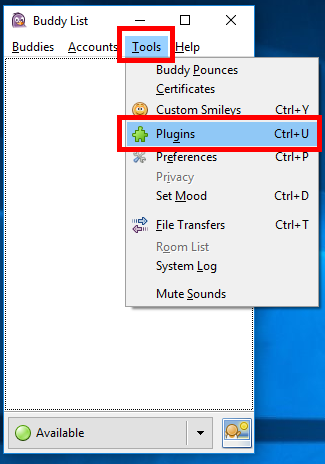 Buddy List
Buddies Accounts Tools Help
Buddy Pounces
Certificates
Custom Smileys Ctrl+Y
Plugins Ctrl+U
Preferences Ctrl+P
Privacy
Set Mood Ctrl+D
File Transfers Ctrl+T
Room List
System Log
Mute Sounds
Available